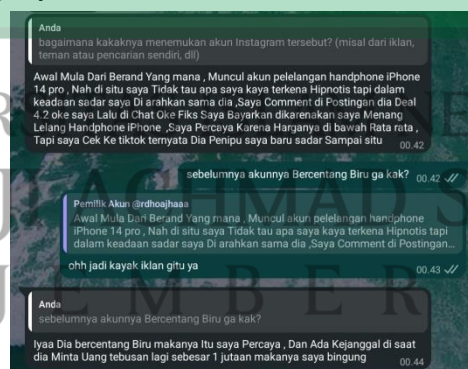 Anda
bagaimana kakaknya menemukan akun Instagram tersebut? (misal dari iklan,
teman atau pencarian sendiri, dll)
Awal Mula Dari Berand Yang mana , Muncul akun pelelangan handphone iPhone
14 pro , Nah di situ saya Tidak tau apa saya kaya terkena Hipnotis tapi dalam
keadaan sadar saya Di arahkan sama dia ,Saya Comment di Postingan dia Deal
4.2 oke saya Lalu di Chat Oke Fiks Saya Bayarkan dikarenakan saya Menang
Lelang Handphone iPhone ,Saya Percaya Karena Harganya di bawah Rata rata ,
Tapi saya Cek Ke tiktok ternyata Dia Penipu saya baru sadar Sampai situ
00.42
sebelumnya akunnya Bercentang Biru ga kak? 00.42
Pemilik Akun @rdhoajhaaa
Awal Mula Dari Berand Yang mana , Muncul akun pelelangan handphone
iPhone 14 pro , Nah di situ saya Tidak tau apa saya kaya terkena Hipnotis tapi
dalam keadaan sadar saya Di arahkan sama dia ,Saya Comment di Postingan...
ohh jadi kayak iklan gitu ya 00.43
Anda
sebelumnya akunnya Bercentang Biru ga kak?
Iyaa Dia bercentang Biru makanya Itu saya Percaya , Dan Ada Kejanggal di saat
dia Minta Uang tebusan lagi sebesar 1 jutaan makanya saya bingung 00.44
J E M B E R